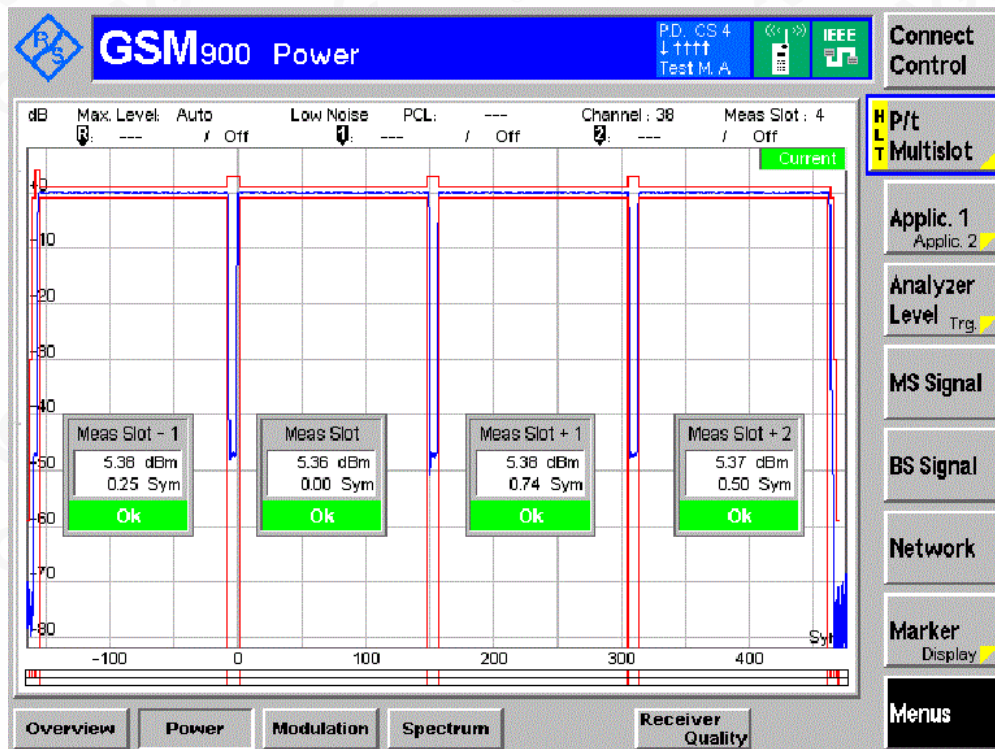 R/S
GSM900 Power
P.D. CS 4
↓ ↑↑↑↑
Test M. A.
IEEE
Connect Control
dB Max. Level: Auto Low Noise PCL: --- Channel : 38 Meas Slot : 4
R: --- / Off 1: --- / Off 2: --- / Off
Current
+0
-10
-20
-30
-40
-50
-60
-70
-80
Meas Slot - 1
5.38 dBm
0.25 Sym
Ok
Meas Slot
5.36 dBm
0.00 Sym
Ok
Meas Slot + 1
5.38 dBm
0.74 Sym
Ok
Meas Slot + 2
5.37 dBm
0.50 Sym
Ok
Sym
-100 0 100 200 300 400
HLT
P/t
Multislot
Applic. 1
Applic. 2
Analyzer
Level Trg.
MS Signal
BS Signal
Network
Marker
Display
Menus
Overview Power Modulation Spectrum Receiver
Quality